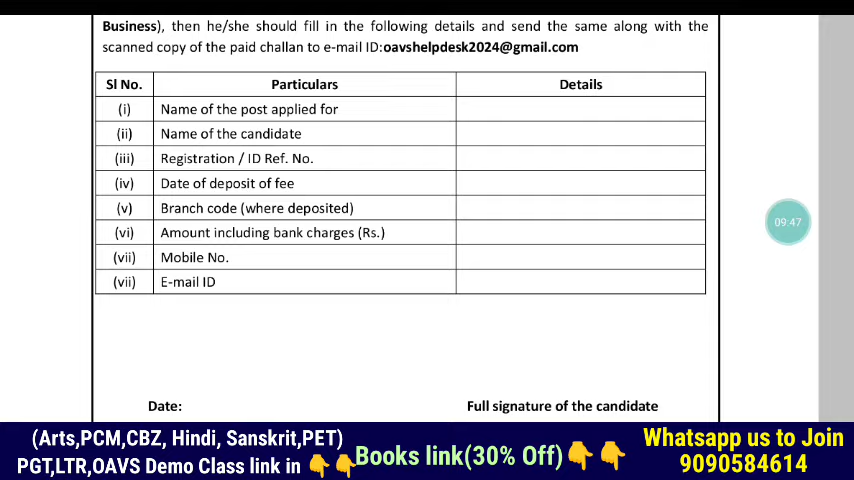 Business), then he/she should fill in the following details and send the same along with the
scanned copy of the paid challan to e-mail ID:oavshelpdesk2024@gmail.com
Sl No. Particulars Details
(i) Name of the post applied for
(ii) Name of the candidate
(iii) Registration / ID Ref. No.
(iv) Date of deposit of fee
(v) Branch code (where deposited)
(vi) Amount including bank charges (Rs.)
(vii) Mobile No.
(vii) E-mail ID
09:47
Date: Full signature of the candidate
(Arts,PCM,CBZ, Hindi, Sanskrit,PET)
PGT,LTR,OAVS Demo Class link in 👇👇
Books link(30% Off)👇👇
Whatsapp us to Join
9090584614